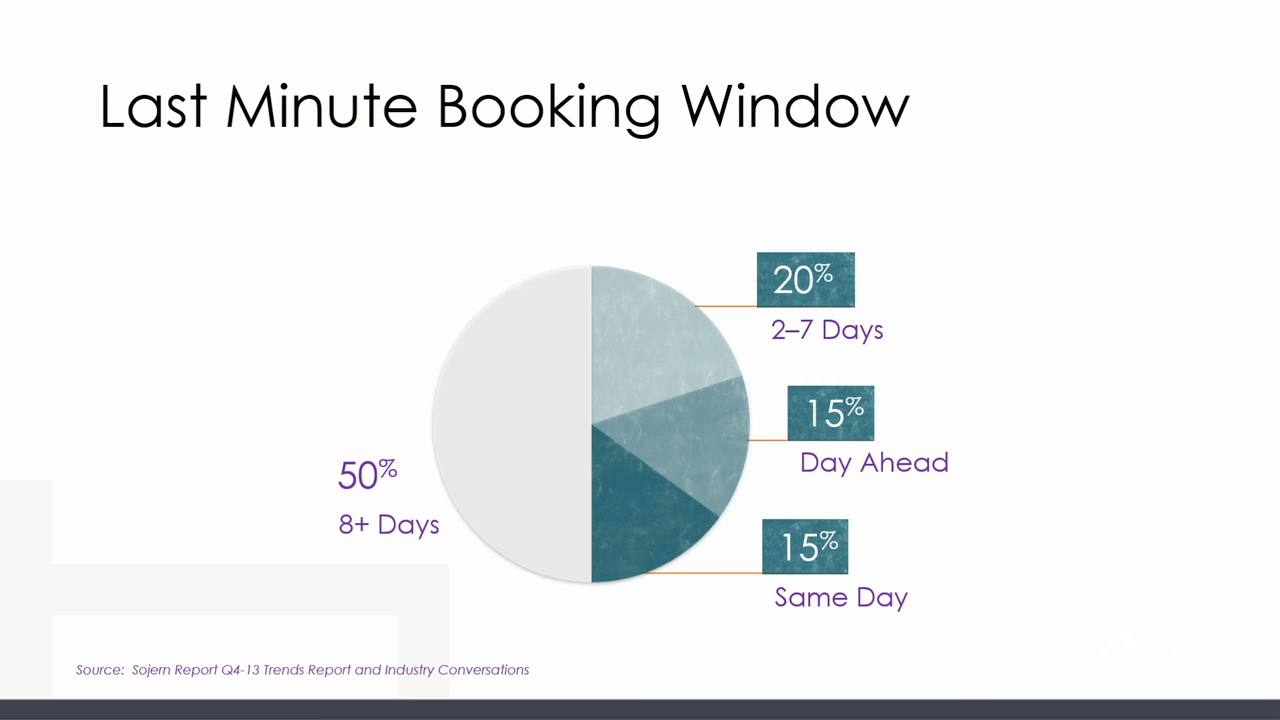 Last Minute Booking Window
20%
2–7 Days
15%
Day Ahead
50%
8+ Days
15%
Same Day
Source: Sojern Report Q4-13 Trends Report and Industry Conversations